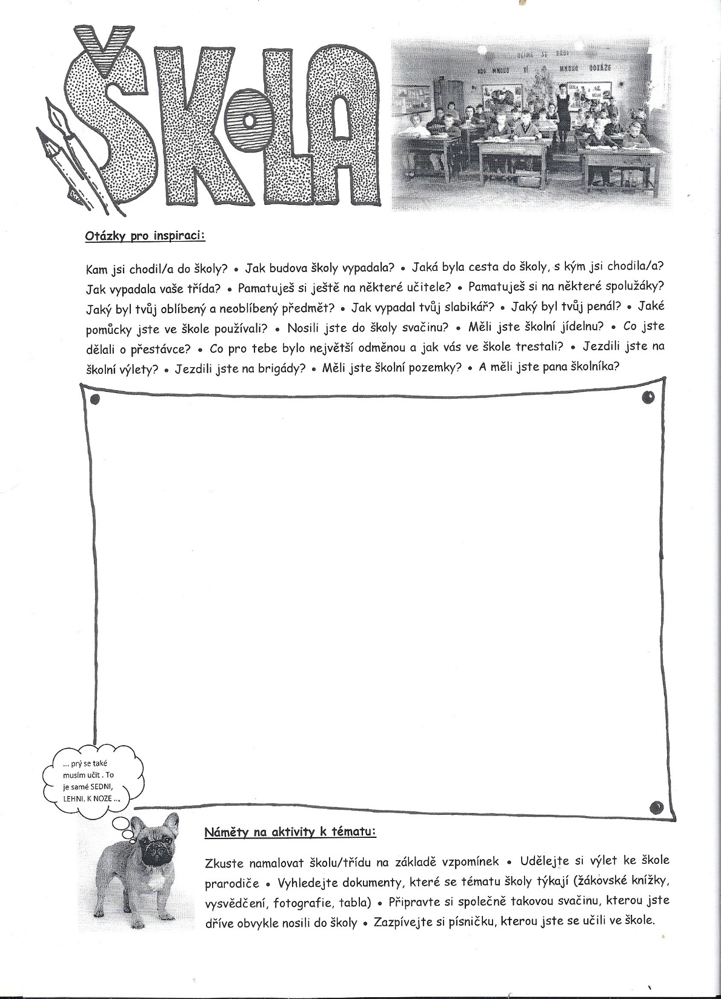 ŠKOLA
UČÍME SE RÁDI
KDO MNOHO VÍ MNOHO DOKÁŽE
Otázky pro inspiraci:
Kam jsi chodil/a do školy? • Jak budova školy vypadala? • Jaká byla cesta do školy, s kým jsi chodila/a?
Jak vypadala vaše třída? • Pamatuješ si ještě na některé učitele? • Pamatuješ si na některé spolužáky?
Jaký byl tvůj oblíbený a neoblíbený předmět? • Jak vypadal tvůj slabikář? • Jaký byl tvůj penál? • Jaké
pomůcky jste ve škole používali? • Nosili jste do školy svačinu? • Měli jste školní jídelnu? • Co jste
dělali o přestávce? • Co pro tebe bylo největší odměnou a jak vás ve škole trestali? • Jezdili jste na
školní výlety? • Jezdili jste na brigády? • Měli jste školní pozemky? • A měli jste pana školníka?
... prý se také
musím učit . To
je samé SEDNI,
LEHNI. K NOZE ...
Náměty na aktivity k tématu:
Zkuste namalovat školu/třídu na základě vzpomínek • Udělejte si výlet ke škole
prarodiče • Vyhledejte dokumenty, které se tématu školy týkají (žákovské knížky,
vysvědčení, fotografie, tabla) • Připravte si společně takovou svačinu, kterou jste
dříve obvykle nosili do školy • Zazpívejte si písničku, kterou jste se učili ve škole.